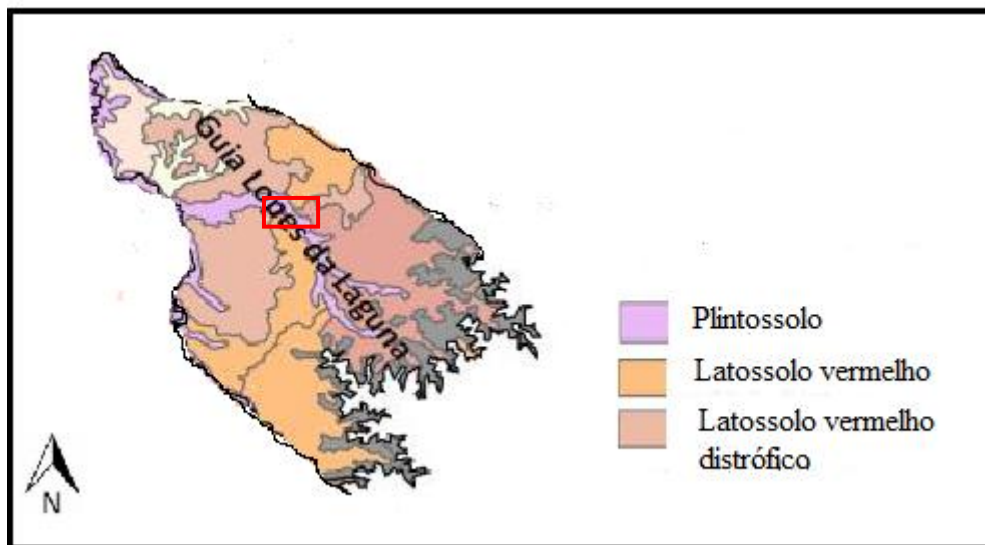 Guia Lopes da Laguna
Plintossolo
Latossolo vermelho
Latossolo vermelho
distrófico
N